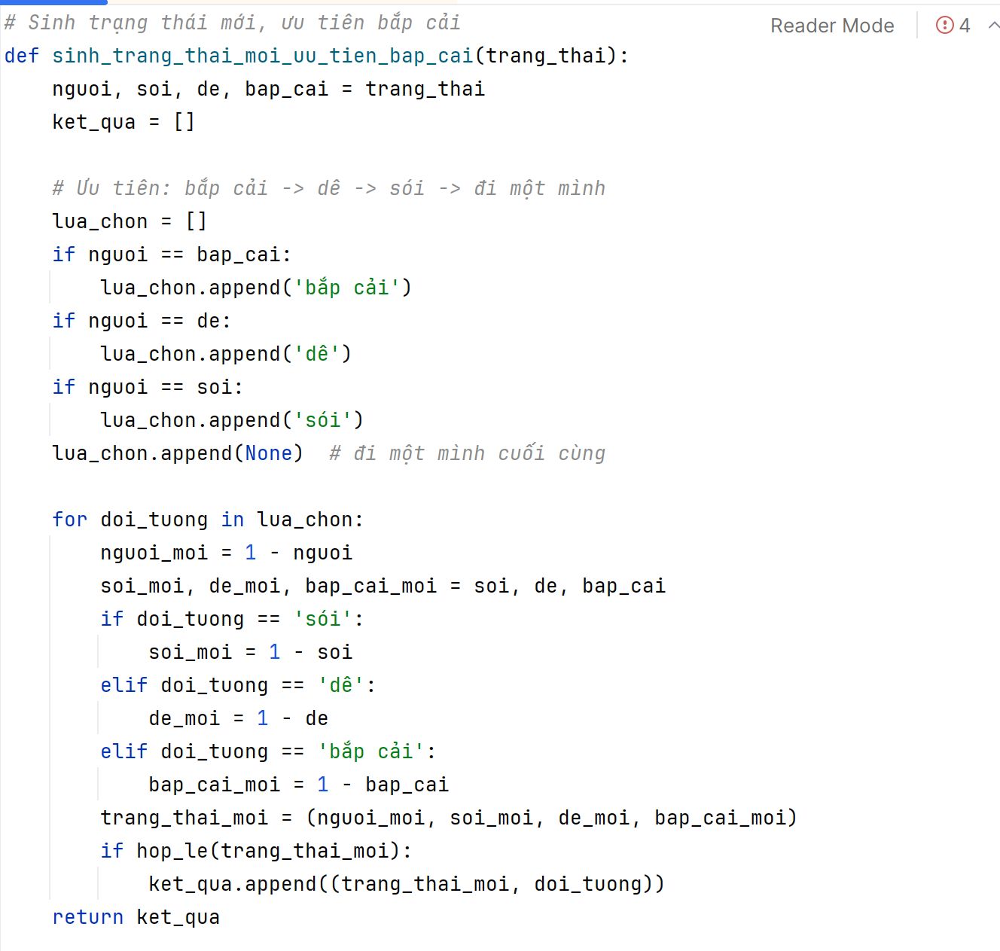 # Sinh trạng thái mới, ưu tiên bắp cải
Reader Mode
4
def sinh_trang_thai_moi_uu_tien_bap_cai(trang_thai):
    nguoi, soi, de, bap_cai = trang_thai
    ket_qua = []
    # Ưu tiên: bắp cải -> dê -> sói -> đi một mình
    lua_chon = []
    if nguoi == bap_cai:
        lua_chon.append('bắp cải')
    if nguoi == de:
        lua_chon.append('dê')
    if nguoi == soi:
        lua_chon.append('sói')
    lua_chon.append(None)  # đi một mình cuối cùng
    for doi_tuong in lua_chon:
        nguoi_moi = 1 - nguoi
        soi_moi, de_moi, bap_cai_moi = soi, de, bap_cai
        if doi_tuong == 'sói':
            soi_moi = 1 - soi
        elif doi_tuong == 'dê':
            de_moi = 1 - de
        elif doi_tuong == 'bắp cải':
            bap_cai_moi = 1 - bap_cai
        trang_thai_moi = (nguoi_moi, soi_moi, de_moi, bap_cai_moi)
        if hop_le(trang_thai_moi):
            ket_qua.append((trang_thai_moi, doi_tuong))
    return ket_qua